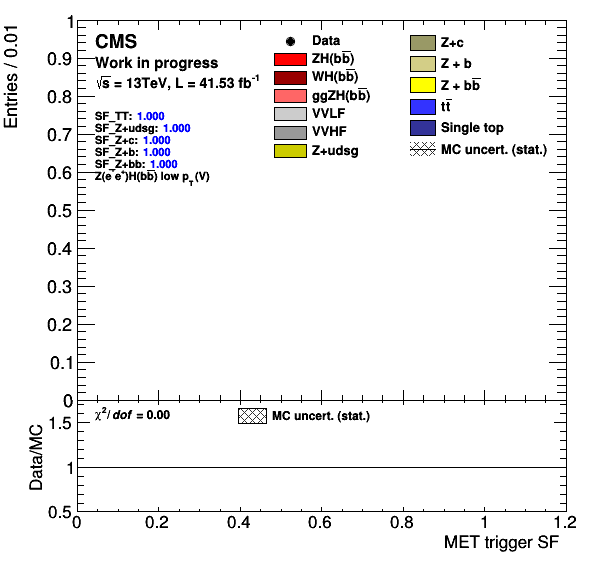 Entries / 0.01
1
0.9
0.8
0.7
0.6
0.5
0.4
0.3
0.2
0.1
0
CMS
Work in progress
√s = 13TeV, L = 41.53 fb⁻¹
SF_TT: 1.000
SF_Z+udsg: 1.000
SF_Z+c: 1.000
SF_Z+b: 1.000
SF_Z+bb: 1.000
Z(e⁻e⁺)H(bb̅) low p_T(V)
Data
ZH(bb̅)
WH(bb̅)
ggZH(bb̅)
VVLF
VVHF
Z+udsg
Z+c
Z + b
Z + bb̅
tt̅
Single top
MC uncert. (stat.)
χ²/dof = 0.00
MC uncert. (stat.)
Data/MC
1.5
1
0.5
0 0.2 0.4 0.6 0.8 1 1.2
MET trigger SF